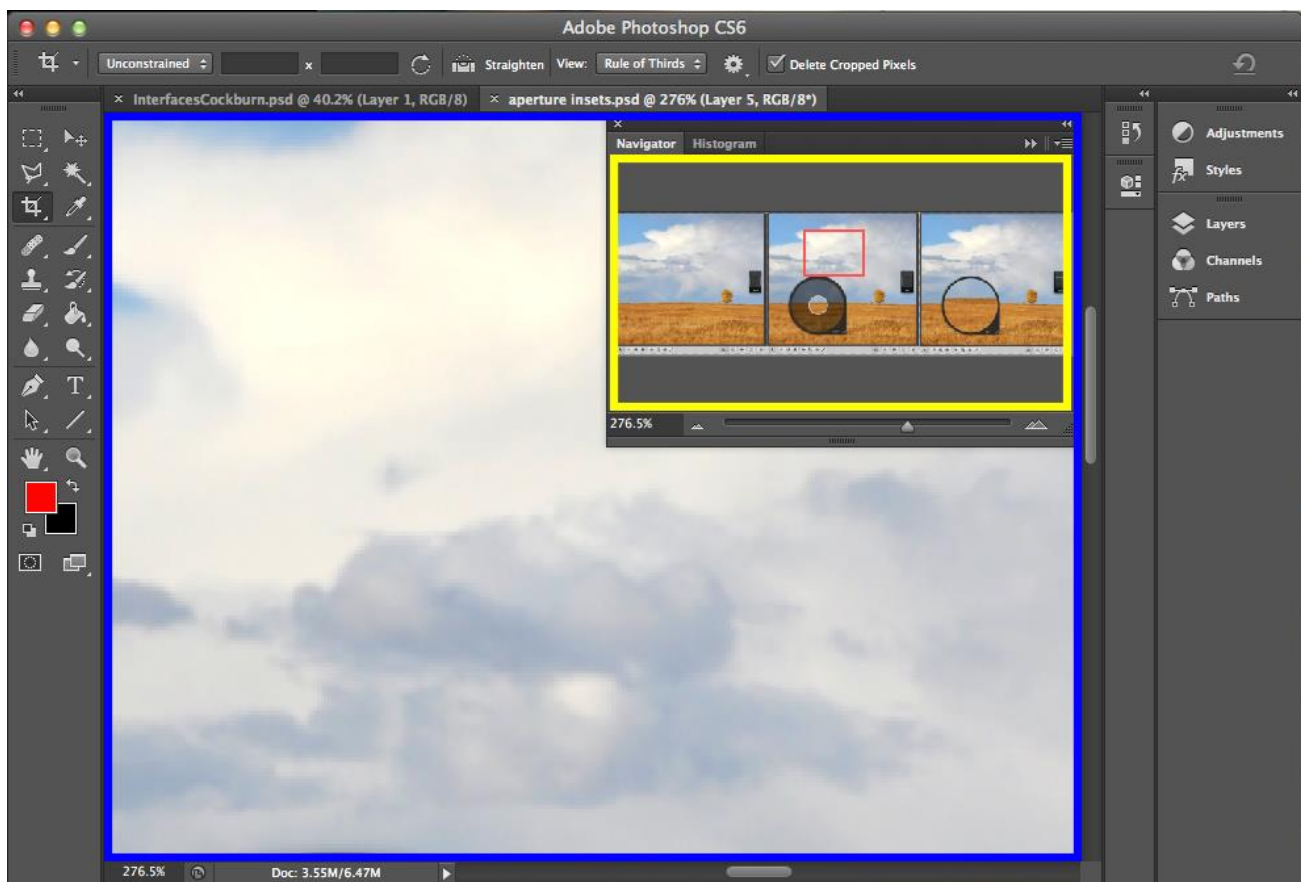 Adobe Photoshop CS6
Unconstrained x Straighten View: Rule of Thirds Delete Cropped Pixels
× InterfacesCockburn.psd @ 40.2% (Layer 1, RGB/8) × aperture insets.psd @ 276% (Layer 5, RGB/8*)
Navigator Histogram
276.5%
Adjustments
Styles
Layers
Channels
Paths
T
276.5% Doc: 3.55M/6.47M